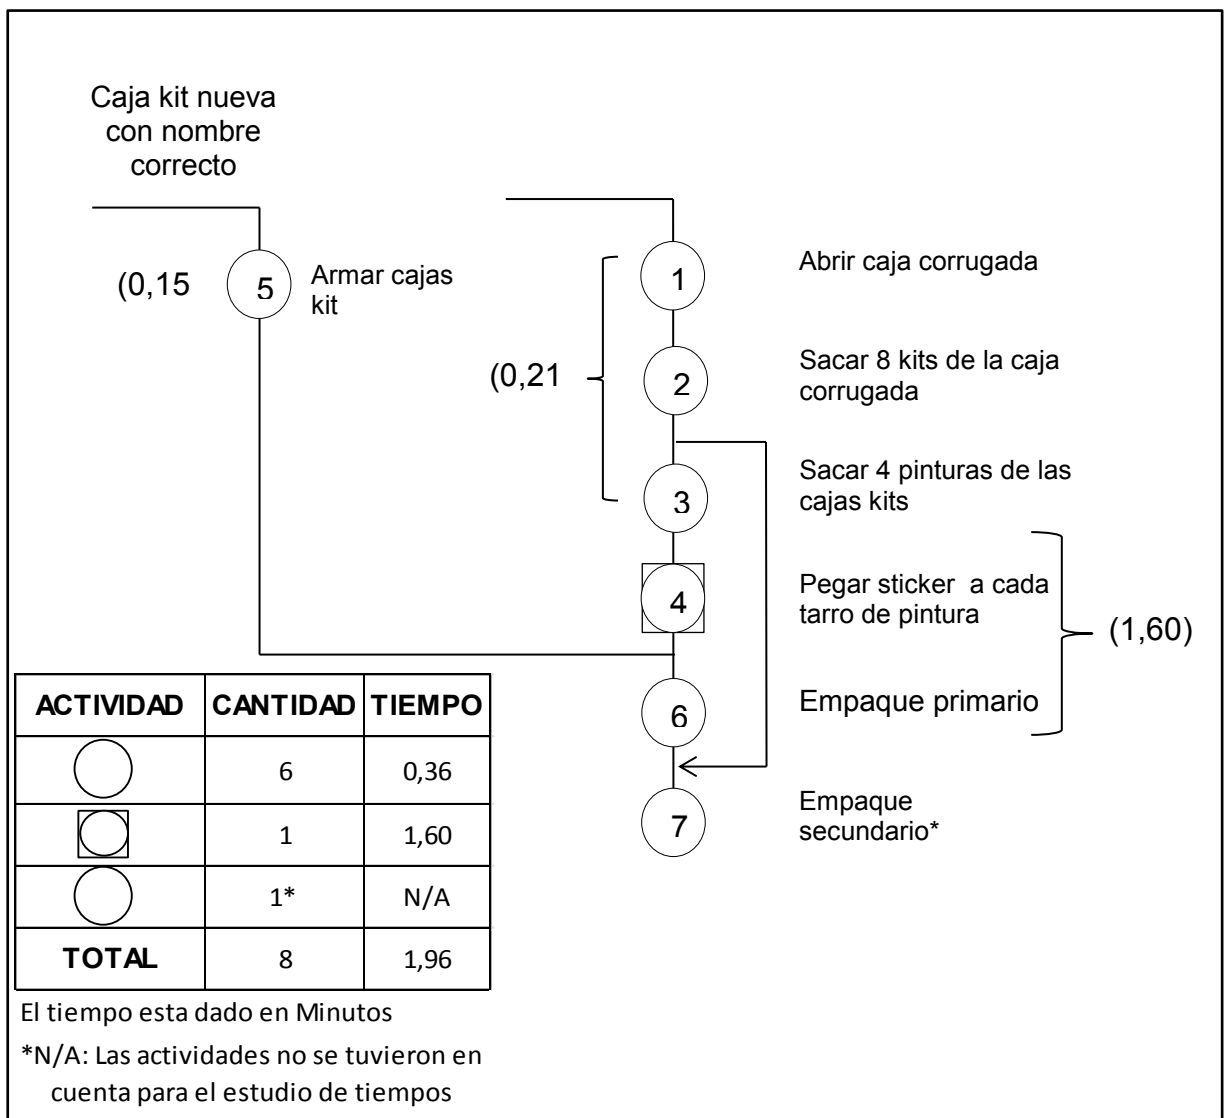 Caja kit nueva
con nombre
correcto
(0,15
5
Armar cajas
kit
(0,21
1
Abrir caja corrugada
2
Sacar 8 kits de la caja
corrugada
3
Sacar 4 pinturas de las
cajas kits
4
Pegar sticker a cada
tarro de pintura
(1,60)
6
Empaque primario
7
Empaque
secundario*
ACTIVIDAD CANTIDAD TIEMPO
6 0,36
1 1,60
1* N/A
TOTAL 8 1,96
El tiempo esta dado en Minutos
*N/A: Las actividades no se tuvieron en
cuenta para el estudio de tiempos